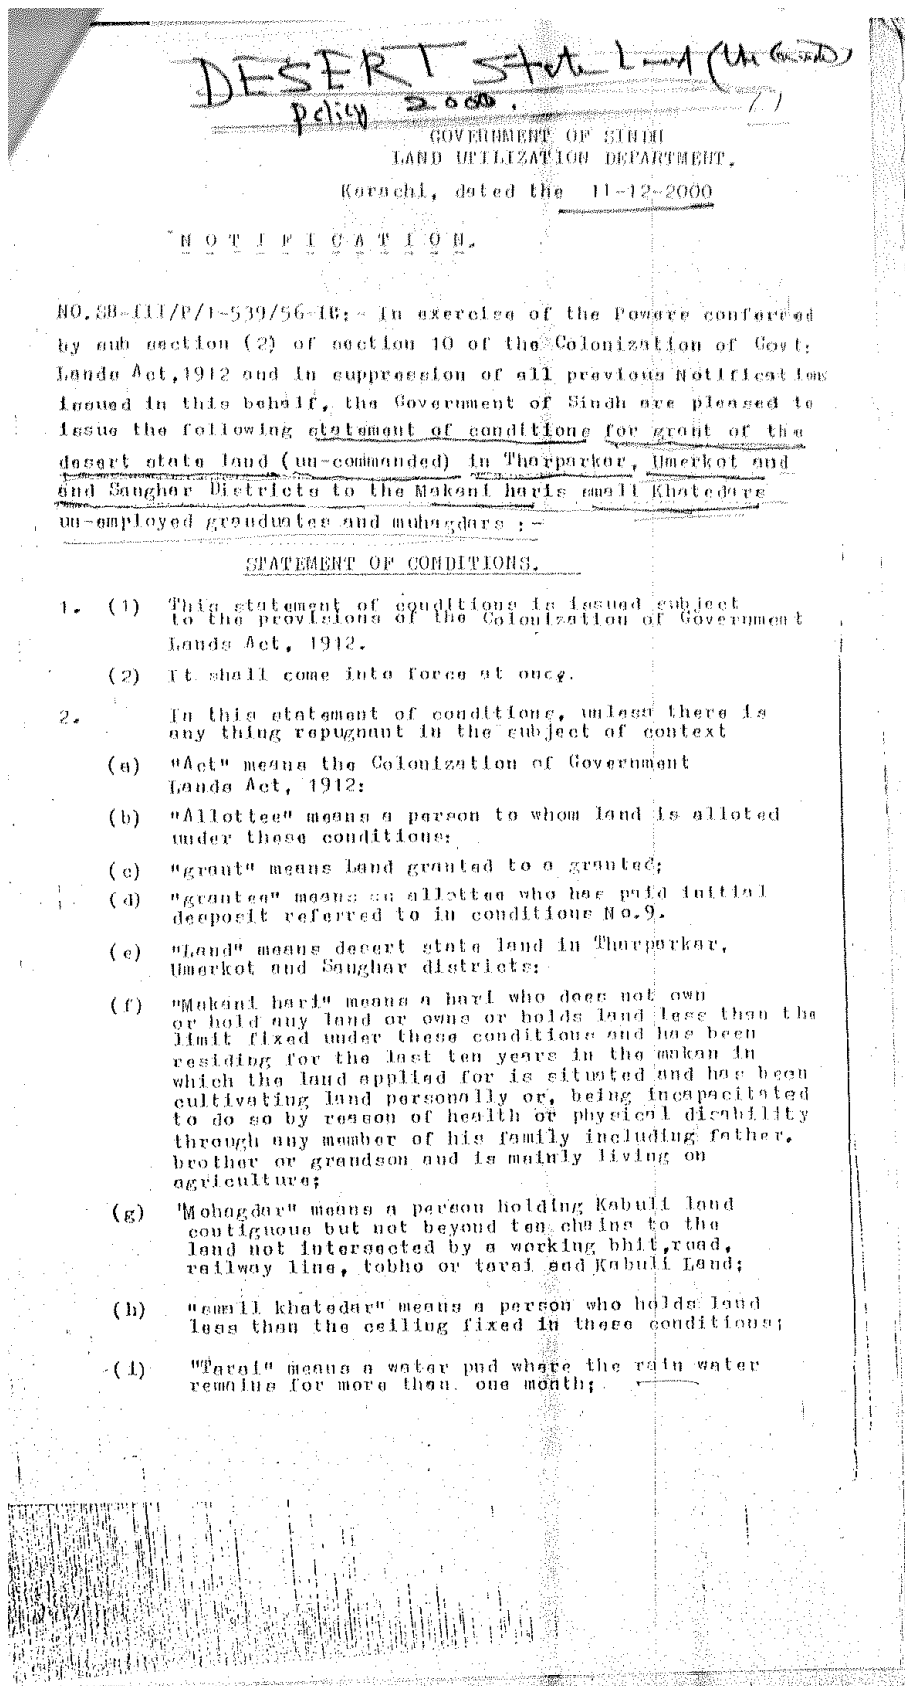 DESERT State Land (
Policy 2000.
GOVERNMENT OF SINDH
LAND UTILIZATION DEPARTMENT.
Karachi, dated the 11-12-2000
N O T I F I C A T I O N.
NO.SB-III/P/1-539/56-IB:- In exercise of the Powers conferred
by sub section (2) of section 10 of the Colonization of Govt:
Lands Act,1912 and in suppression of all previous Notifications
issued in this behalf, the Government of Sindh are pleased to
issue the following statement of conditions for grant of the
desert state land (un-commanded) in Tharparkar, Umerkot and
and Sanghar Districts to the Makani haris small Khatedars
un-employed granduates and muhagdars :-
STATEMENT OF CONDITIONS.
1. (1) This statement of conditions is issued subject
to the provisions of the Colonization of Government
Lands Act, 1912.
(2) It shall come into force at once.
2. In this statement of conditions, unless there is
any thing repugnant in the subject of context
(a) "Act" means the Colonization of Government
Lands Act, 1912:
(b) "Allottee" means a person to whom land is alloted
under these conditions:
(c) "grant" means Land granted to a granted;
(d) "grantee" means an allottee who has paid initial
deeposit referred to in conditions No.9.
(e) "Land" means desert state land in Tharparkar,
Umerkot and Sanghar districts:
(f) "Makani hari" means a hari who does not own
or hold any land or owns or holds land less than the
limit fixed under these conditions and has been
residing for the last ten years in the makan in
which the land applied for is situated and has been
cultivating land personally or, being incapacitated
to do so by reason of health or physical disability
through any member of his family including father,
brother or grandson and is mainly living on
agriculture;
(g) 'Mohagdar" means a person holding Kabuli land
contiguous but not beyond ten chains to the
land not intersected by a working bhit,road,
railway line, tobho or tarai and Kabuli Land;
(h) "small khatedar" means a person who holds land
less than the ceiling fixed in these conditions;
(i) "Tarai" means a water pnd where the rain water
remains for more than one month;